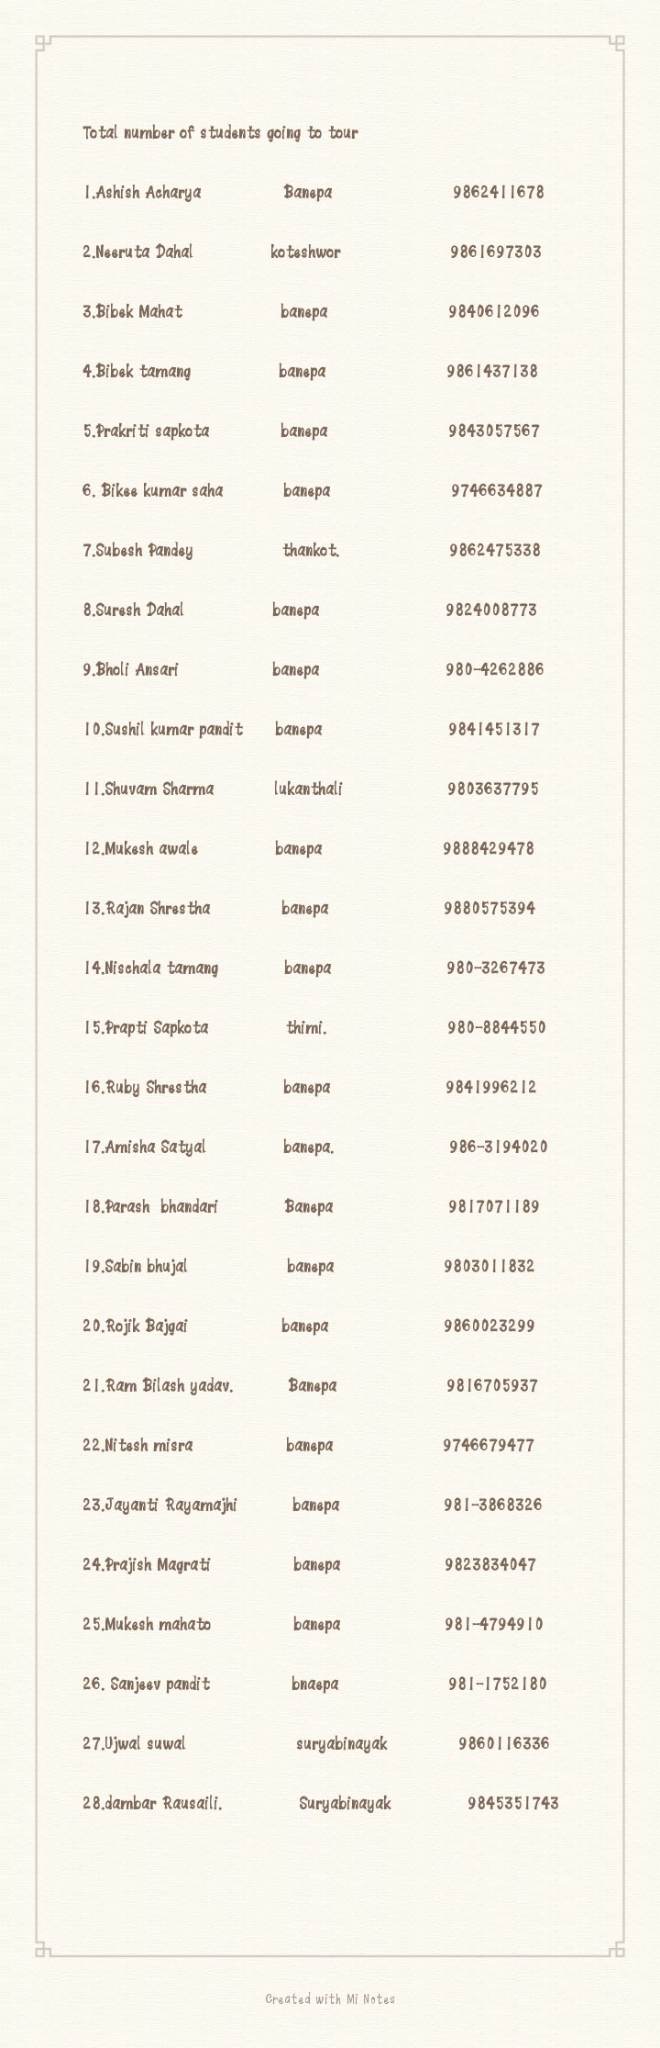 Total number of students going to tour
1.Ashish Acharya Banepa 9862411678
2.Neeruta Dahal koteshwor 9861697303
3.Bibek Mahat banepa 9840612096
4.Bibek tamang banepa 9861437138
5.Prakriti sapkota banepa 9843057567
6. Bikee kumar saha banepa 9746634887
7.Subesh Pandey thankot. 9862475338
8.Suresh Dahal banepa 9824008773
9.Bholi Ansari banepa 980-4262886
10.Sushil kumar pandit banepa 9841451317
11.Shuvam Sharma lukanthali 9803637795
12.Mukesh awale banepa 9888429478
13.Rajan Shrestha banepa 9880575394
14.Nischala tamang banepa 980-3267473
15.Prapti Sapkota thimi. 980-8844550
16.Ruby Shrestha banepa 9841996212
17.Amisha Satyal banepa. 986-3194020
18.Parash bhandari Banepa 9817071189
19.Sabin bhujal banepa 9803011832
20.Rojik Bajgai banepa 9860023299
21.Ram Bilash yadav. Banepa 9816705937
22.Nitesh misra banepa 9746679477
23.Jayanti Rayamajhi banepa 981-3868326
24.Prajish Magrati banepa 9823834047
25.Mukesh mahato banepa 981-4794910
26. Sanjeev pandit bnaepa 981-1752180
27.Ujwal suwal suryabinayak 9860116336
28.dambar Rausaili. Suryabinayak 9845351743
Created with Mi Notes